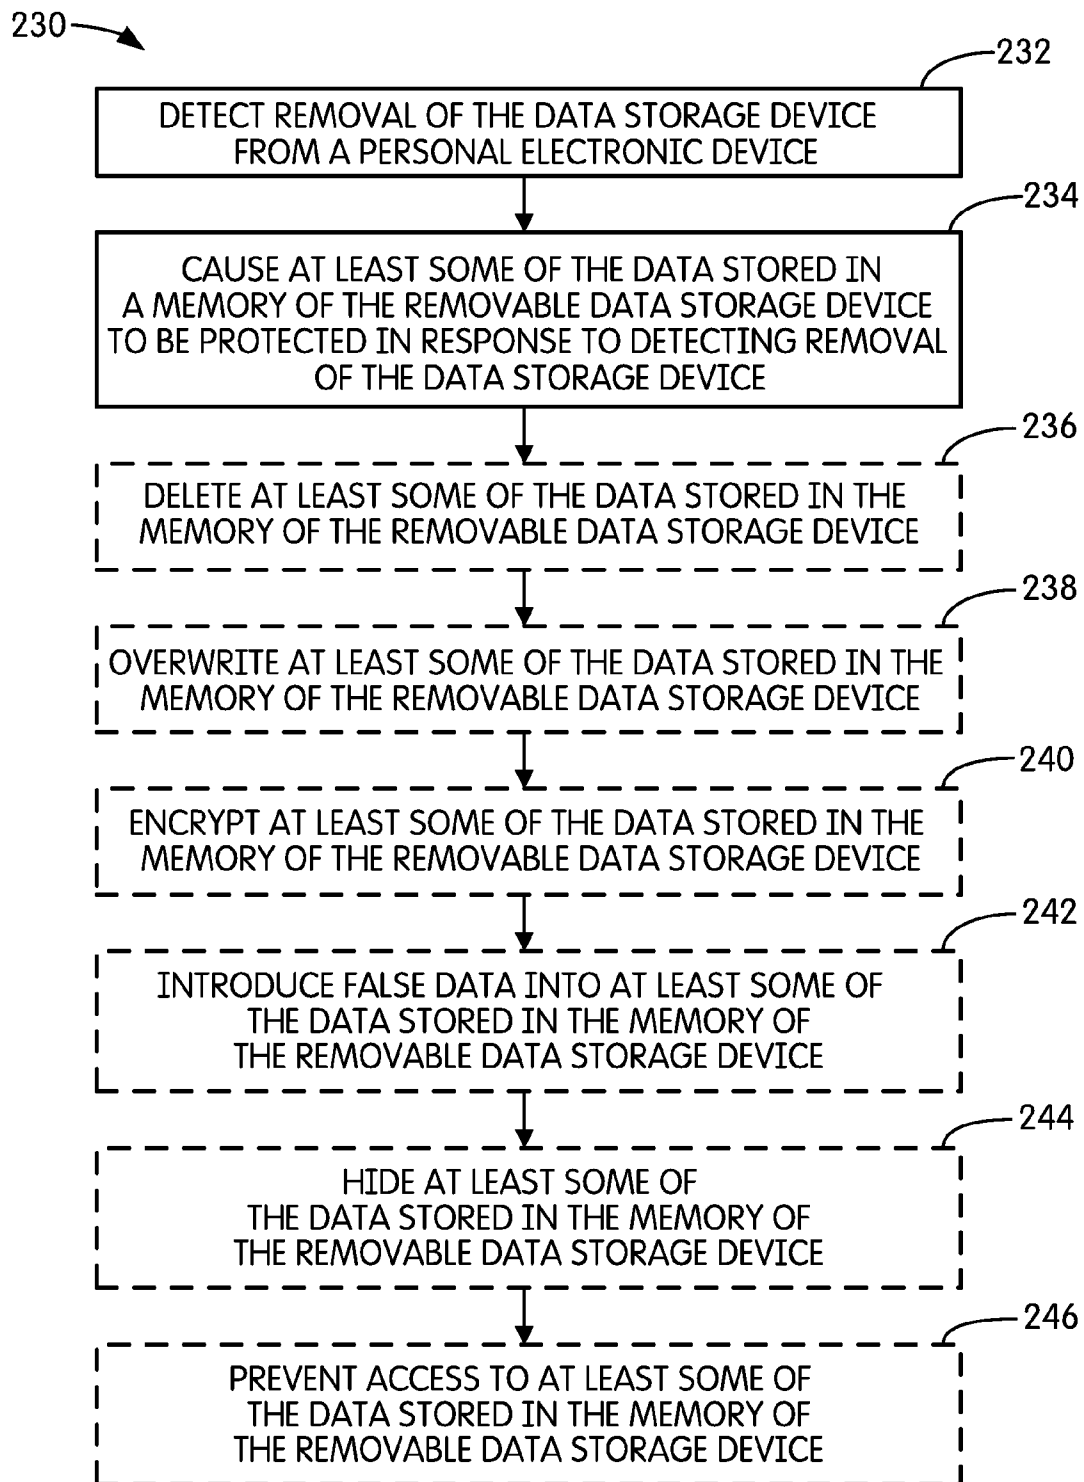 230
232
DETECT REMOVAL OF THE DATA STORAGE DEVICE
FROM A PERSONAL ELECTRONIC DEVICE
234
CAUSE AT LEAST SOME OF THE DATA STORED IN
A MEMORY OF THE REMOVABLE DATA STORAGE DEVICE
TO BE PROTECTED IN RESPONSE TO DETECTING REMOVAL
OF THE DATA STORAGE DEVICE
236
DELETE AT LEAST SOME OF THE DATA STORED IN THE
MEMORY OF THE REMOVABLE DATA STORAGE DEVICE
238
OVERWRITE AT LEAST SOME OF THE DATA STORED IN THE
MEMORY OF THE REMOVABLE DATA STORAGE DEVICE
240
ENCRYPT AT LEAST SOME OF THE DATA STORED IN THE
MEMORY OF THE REMOVABLE DATA STORAGE DEVICE
242
INTRODUCE FALSE DATA INTO AT LEAST SOME OF
THE DATA STORED IN THE MEMORY OF
THE REMOVABLE DATA STORAGE DEVICE
244
HIDE AT LEAST SOME OF
THE DATA STORED IN THE MEMORY OF
THE REMOVABLE DATA STORAGE DEVICE
246
PREVENT ACCESS TO AT LEAST SOME OF
THE DATA STORED IN THE MEMORY OF
THE REMOVABLE DATA STORAGE DEVICE